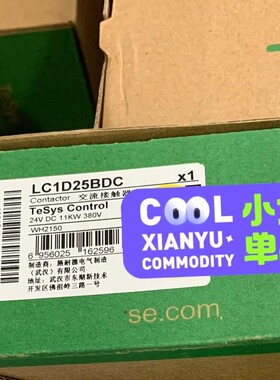 TeSys
LC1D25BDC
x1
Contactor 交流接触器
TeSys Control
24V DC 11KW 380V
WH2150
6 956025 162596
制造商：施耐德电气制造
（武汉）有限公司
地址：武汉市东湖新技术
开发区佛祖岭三路一号
se.com
COOL
XIANYU
COMMODITY
小
单